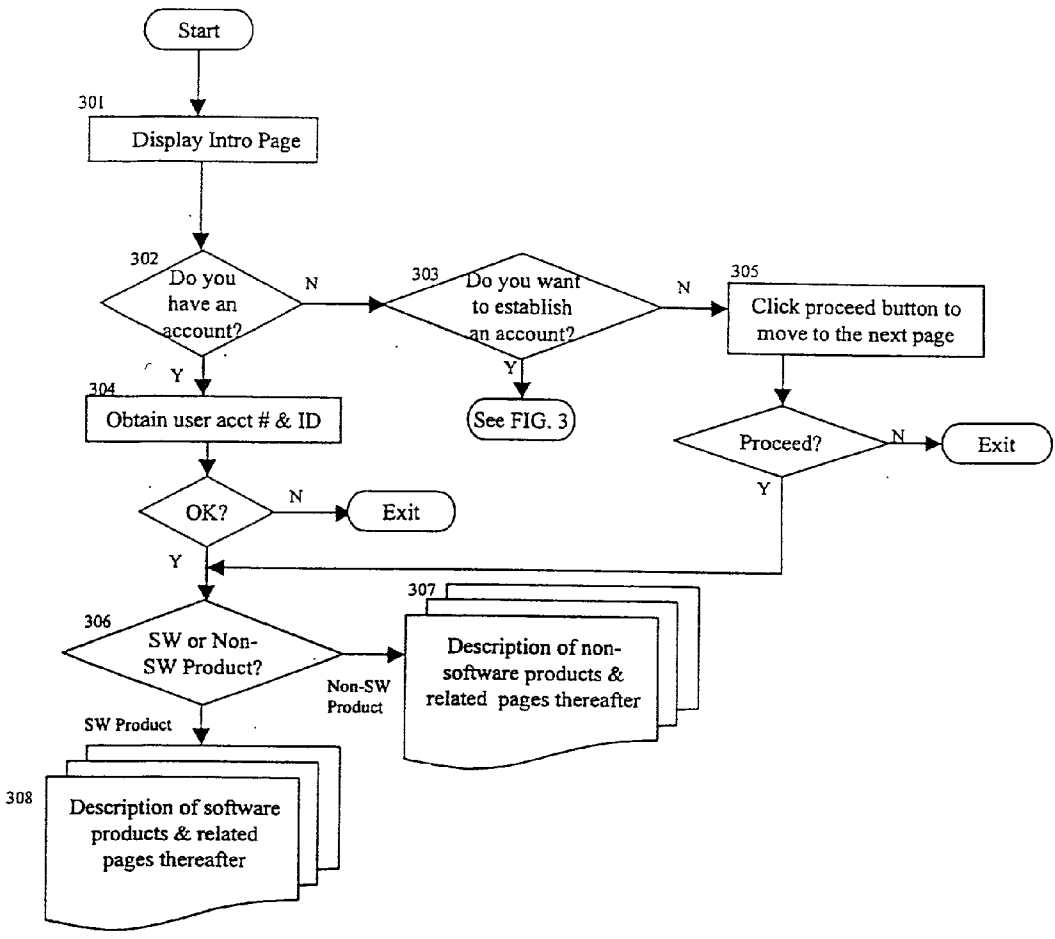 Start
301
Display Intro Page
302
Do you
have an
account?
N
303
Do you want
to establish
an account?
N
305
Click proceed button to
move to the next page
Y
304
Obtain user acct # & ID
Y
See FIG. 3
Proceed?
N
Exit
Y
OK?
N
Exit
Y
306
SW or Non-
SW Product?
Non-SW
Product
307
Description of non-
software products &
related pages thereafter
SW Product
308
Description of software
products & related
pages thereafter